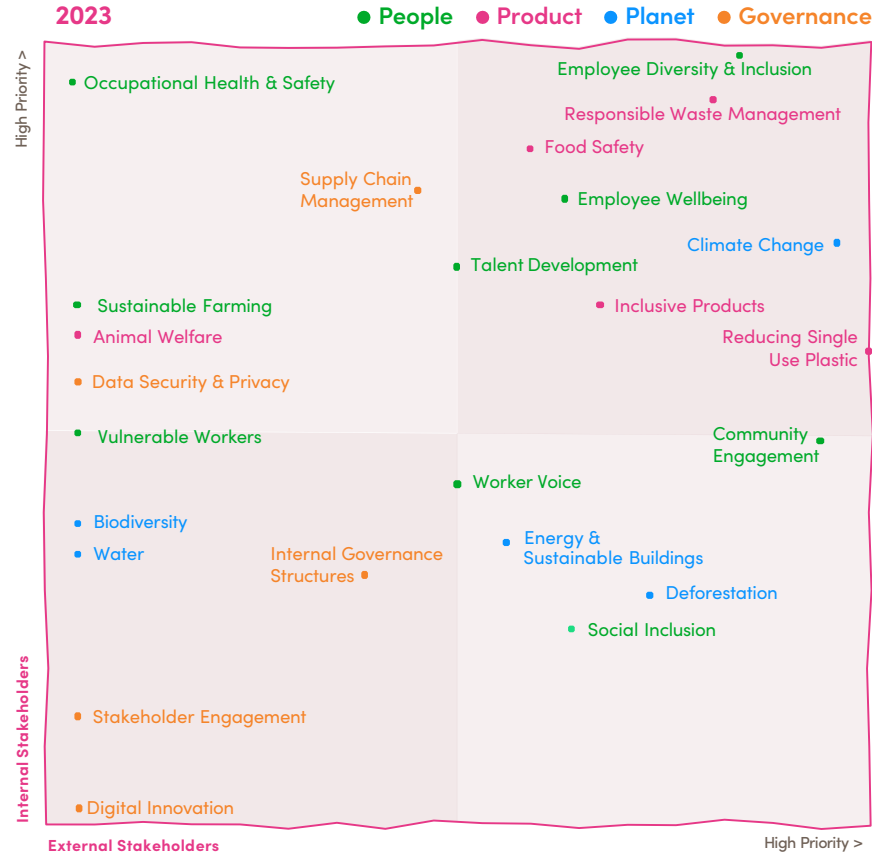 2023
People
Product
Planet
Governance
High Priority >
Occupational Health & Safety
Employee Diversity & Inclusion
Responsible Waste Management
Food Safety
Supply Chain
Management
Employee Wellbeing
Climate Change
Talent Development
Sustainable Farming
Inclusive Products
Animal Welfare
Reducing Single
Use Plastic
Data Security & Privacy
Vulnerable Workers
Community
Engagement
Worker Voice
Biodiversity
Water
Internal Governance
Structures
Energy &
Sustainable Buildings
Deforestation
Social Inclusion
Stakeholder Engagement
Digital Innovation
Internal Stakeholders
External Stakeholders
High Priority >